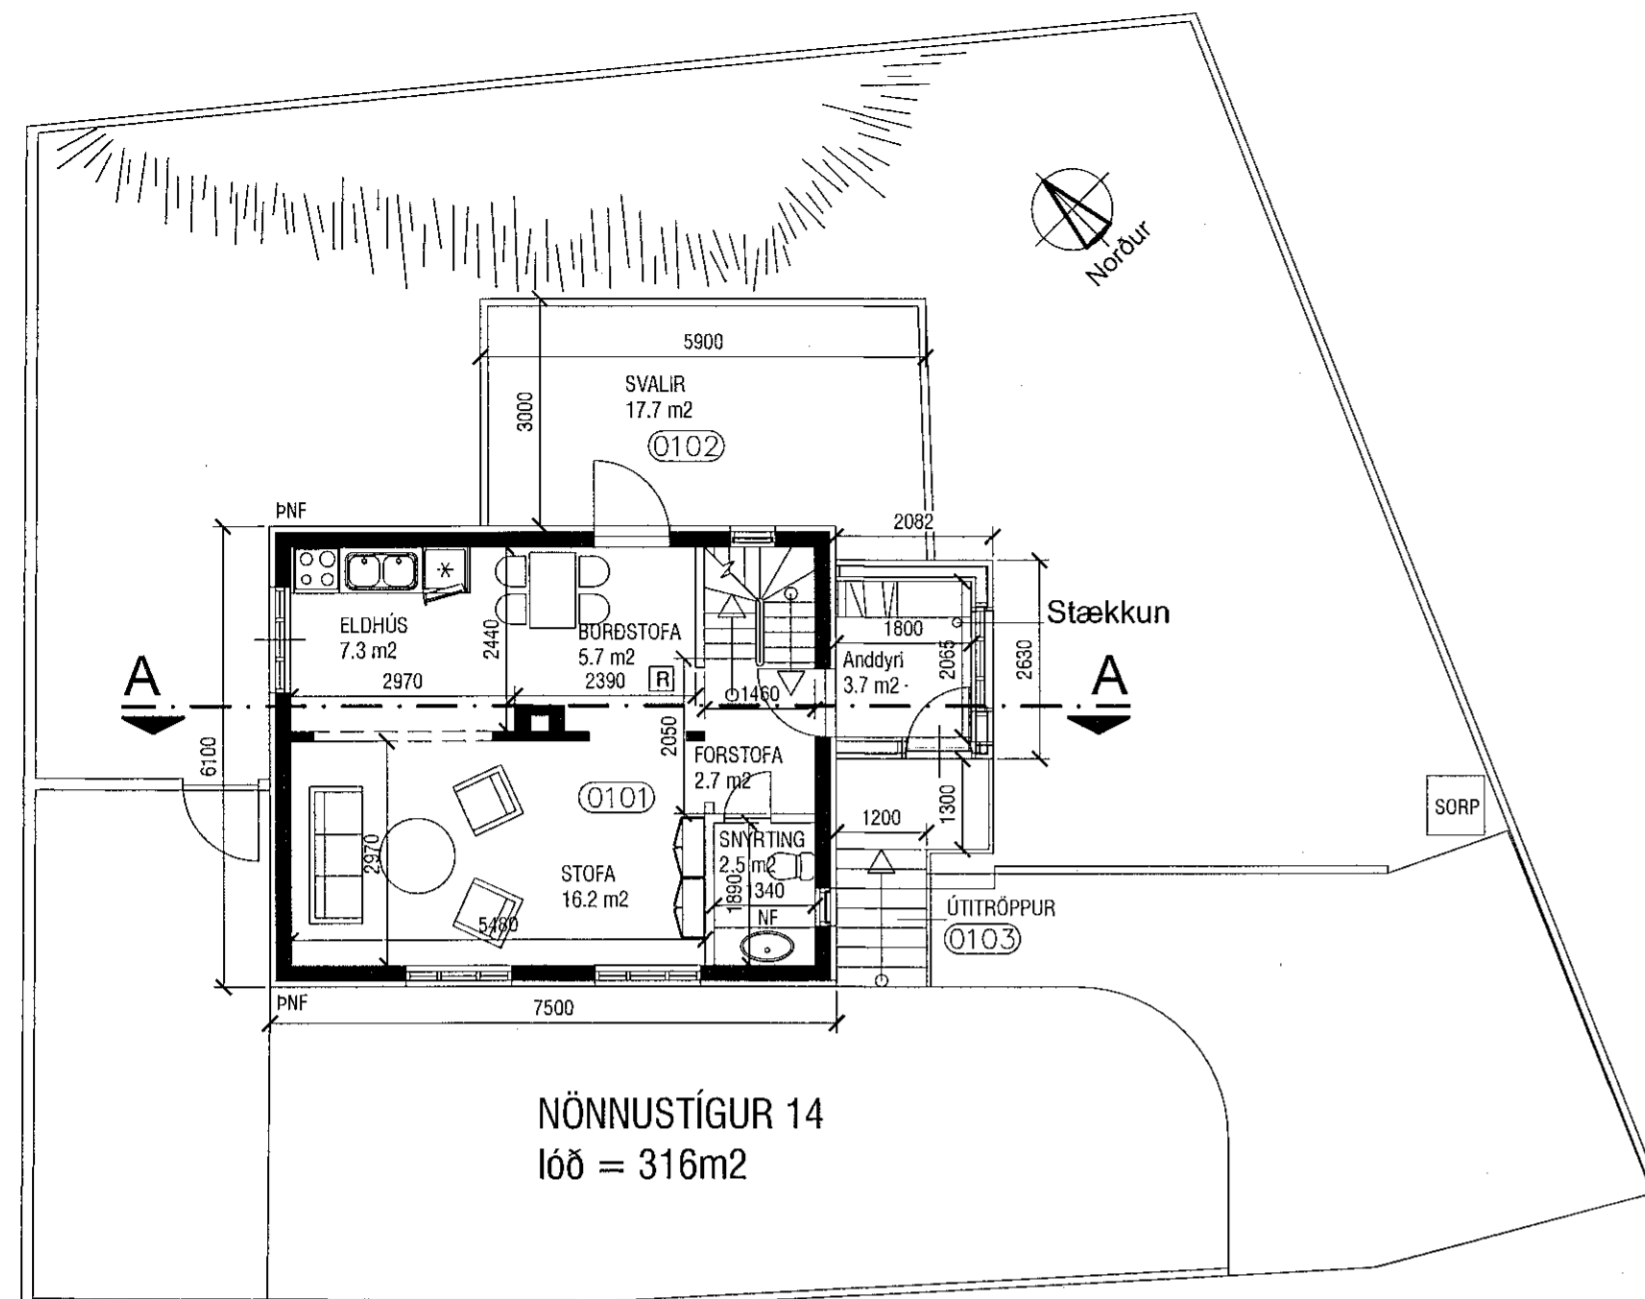 Norður
5900
3000
SVALIR
17.7 m2
0102
2082
ÞNF
Stækkun
ELDHÚS
7.3 m2
2440
BORÐSTOFA
5.7 m2
R
2970
2390
1460
1800
2065
2630
Anddyri
3.7 m2
A
A
6100
2050
FORSTOFA
2.7 m2
0101
2970
STOFA
16.2 m2
5480
SNYRTING
2.5 m2
1890
1340
NF
1200
1300
SORP
ÚTITRÖPPUR
0103
ÞNF
7500
NÖNNUSTÍGUR 14
lóð = 316m2